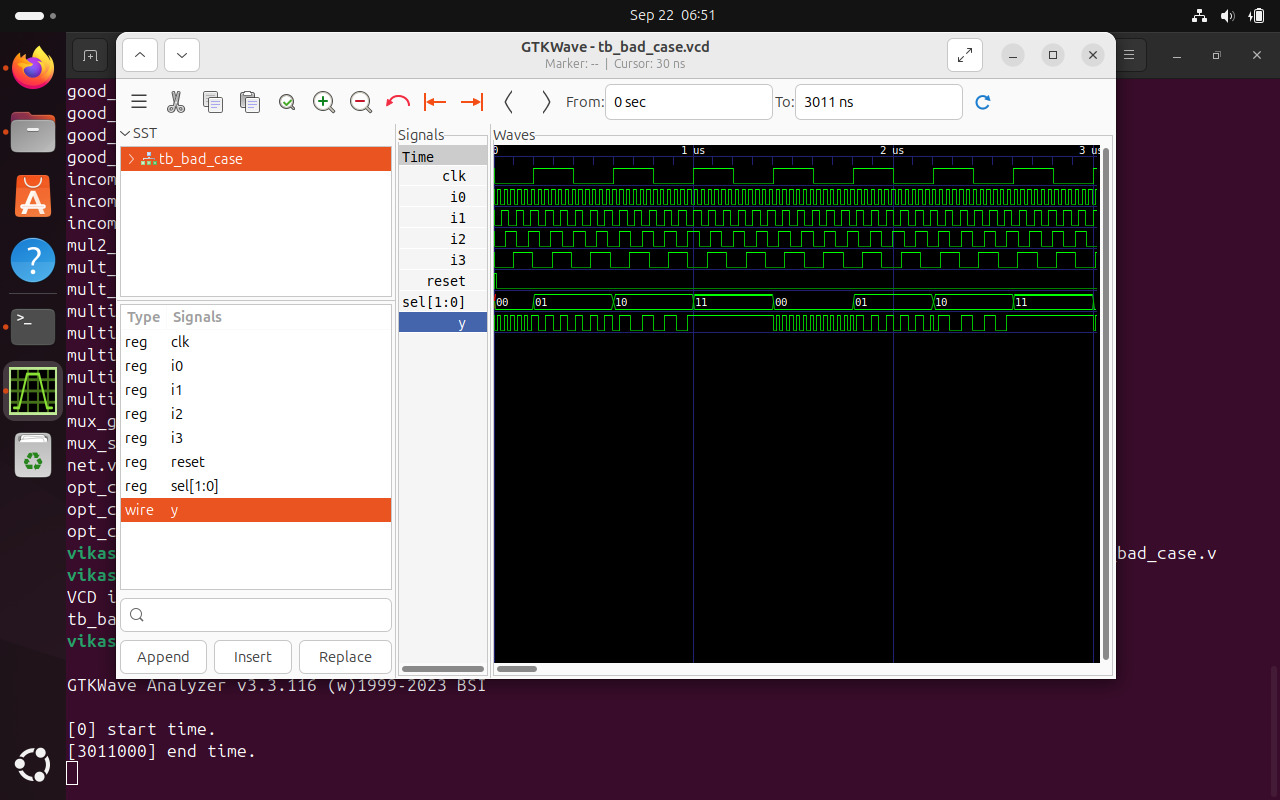 Sep 22 06:51
GTKWave - tb_bad_case.vcd
Marker: -- | Cursor: 30 ns
From: 0 sec To: 3011 ns
SST
tb_bad_case
Type Signals
reg clk
reg i0
reg i1
reg i2
reg i3
reg reset
reg sel[1:0]
wire y
Append Insert Replace
Signals
Time
clk
i0
i1
i2
i3
reset
sel[1:0]
y
Waves
0 1 us 2 us 3 us
00 01 10 11 00 01 10 11
good_
good_
good_
good_
incom
incom
incom
mul2_
mult_
mult_
multi
multi
multi
multi
multi
mux_g
mux_s
net.v
opt_c
opt_c
opt_c
vikas _bad_case.v
vikas
VCD i
tb_ba
vikas
GTKWave Analyzer v3.3.116 (w)1999-2023 BSI
[0] start time.
[3011000] end time.